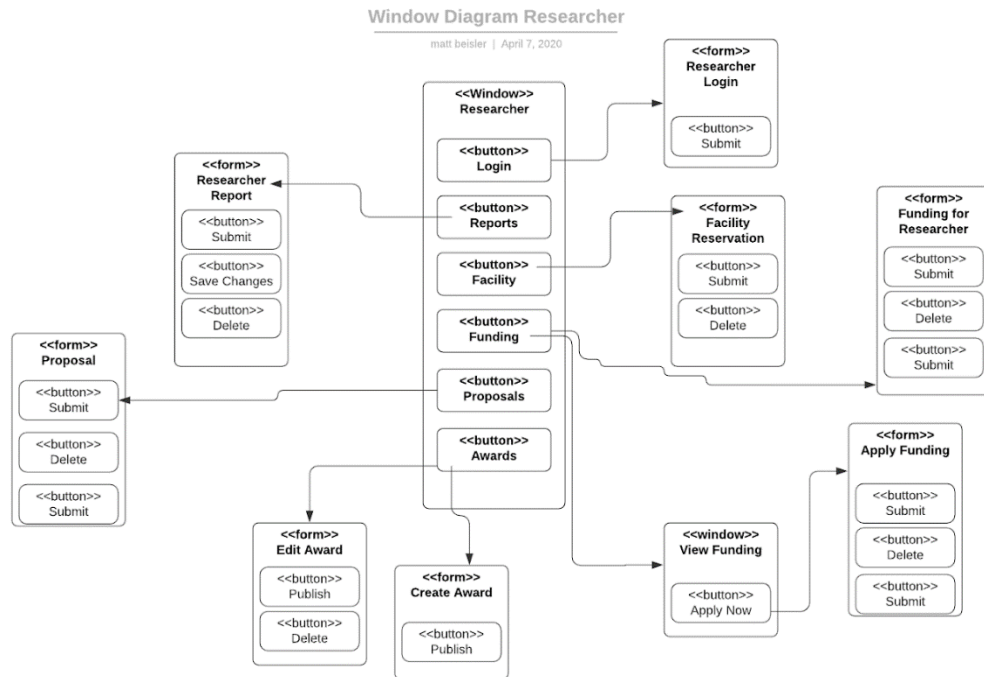 Window Diagram Researcher
matt beisler | April 7, 2020
<<form>>
Researcher
Login
<<button>>
Submit
<<Window>>
Researcher
<<button>>
Login
<<button>>
Reports
<<button>>
Facility
<<button>>
Funding
<<button>>
Proposals
<<button>>
Awards
<<form>>
Researcher
Report
<<button>>
Submit
<<button>>
Save Changes
<<button>>
Delete
<<form>>
Facility
Reservation
<<button>>
Submit
<<button>>
Delete
<<form>>
Funding for
Researcher
<<button>>
Submit
<<button>>
Delete
<<button>>
Submit
<<form>>
Proposal
<<button>>
Submit
<<button>>
Delete
<<button>>
Submit
<<form>>
Apply Funding
<<button>>
Submit
<<button>>
Delete
<<button>>
Submit
<<form>>
Edit Award
<<button>>
Publish
<<button>>
Delete
<<form>>
Create Award
<<button>>
Publish
<<window>>
View Funding
<<button>>
Apply Now